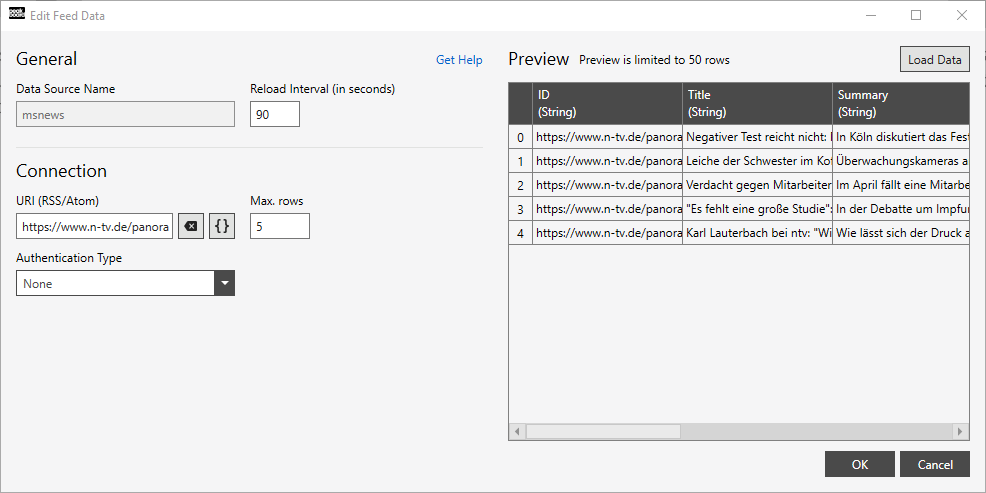 peak
board
Edit Feed Data
General
Get Help
Data Source Name
Reload Interval (in seconds)
msnews
90
Connection
URI (RSS/Atom)
Max. rows
https://www.n-tv.de/panora
{}
5
Authentication Type
None
Preview
Preview is limited to 50 rows
Load Data
ID
(String)
Title
(String)
Summary
(String)
0 https://www.n-tv.de/panora Negativer Test reicht nicht: In Köln diskutiert das Fest
1 https://www.n-tv.de/panora Leiche der Schwester im Kof Überwachungskameras a
2 https://www.n-tv.de/panora Verdacht gegen Mitarbeiter Im April fällt eine Mitarbe
3 https://www.n-tv.de/panora "Es fehlt eine große Studie": In der Debatte um Impfu
4 https://www.n-tv.de/panora Karl Lauterbach bei ntv: "Wi Wie lässt sich der Druck a
OK
Cancel